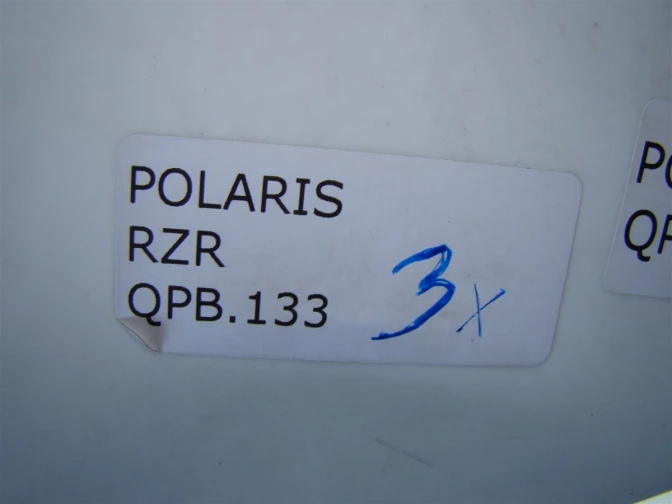 POLARIS
RZR
QPB.133 3x